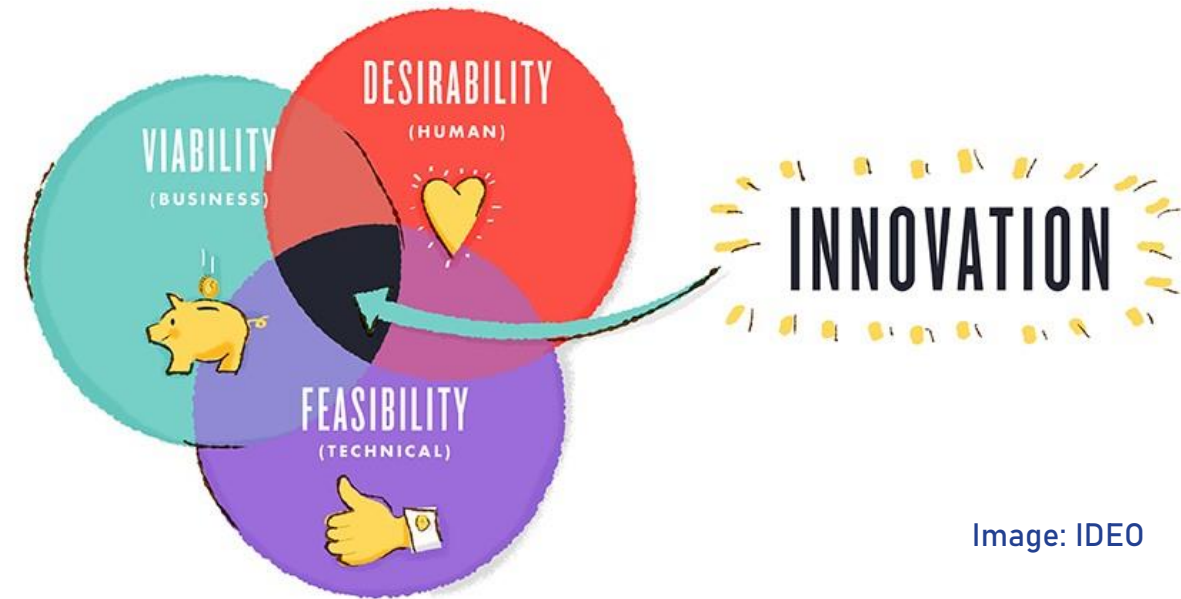 DESIRABILITY
(HUMAN)
VIABILITY
(BUSINESS)
INNOVATION
FEASIBILITY
(TECHNICAL)
Image: IDEO